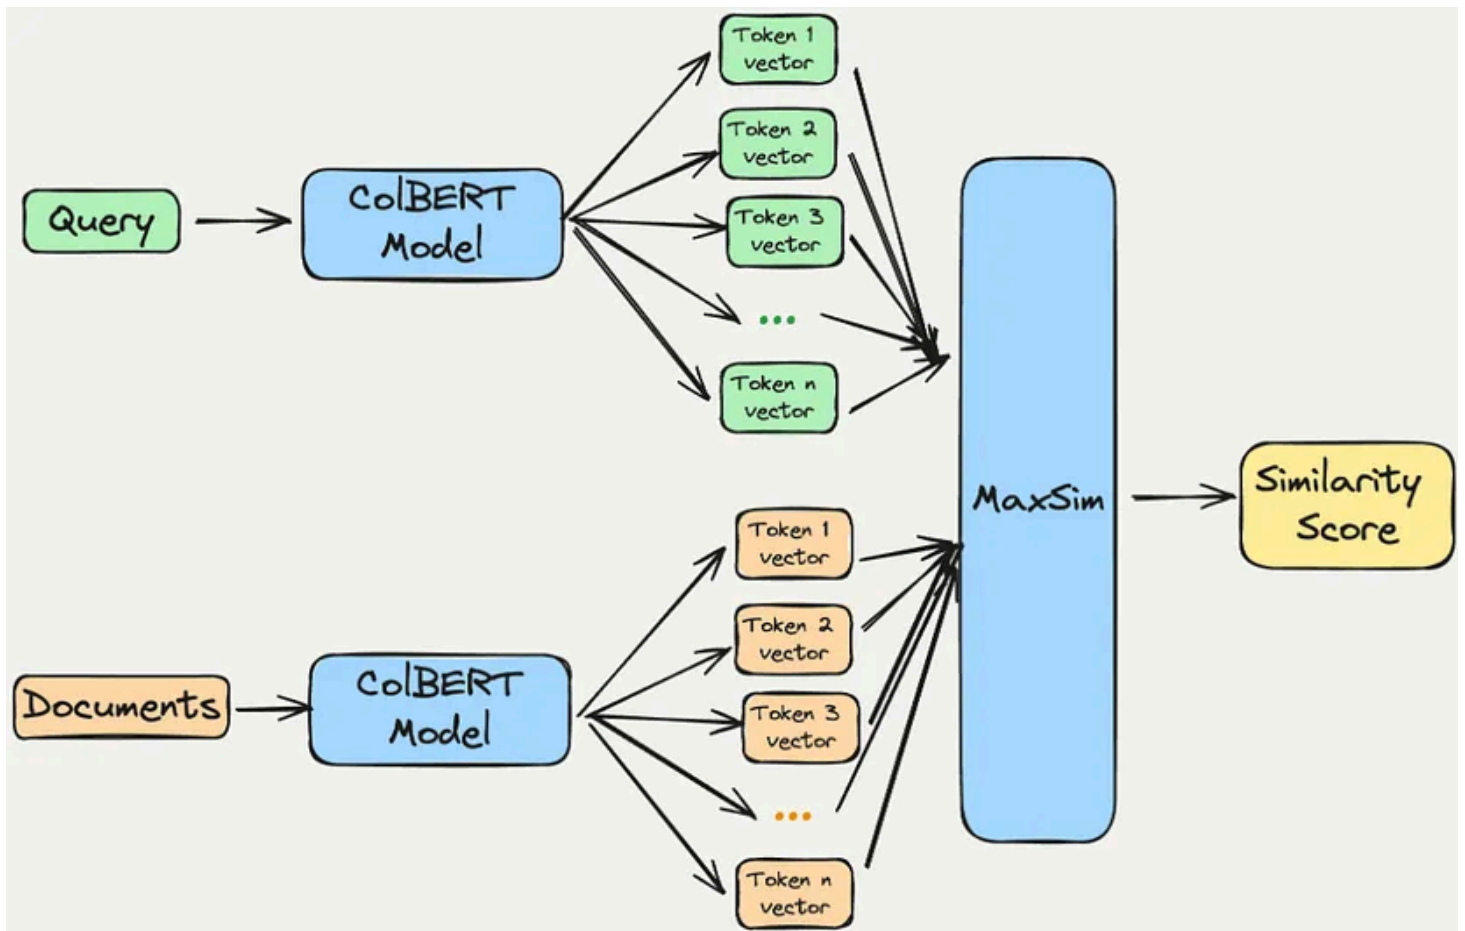 Query
ColBERT
Model
Token 1
vector
Token 2
vector
Token 3
vector
...
Token n
vector
MaxSim
Similarity
Score
Documents
ColBERT
Model
Token 1
vector
Token 2
vector
Token 3
vector
...
Token n
vector